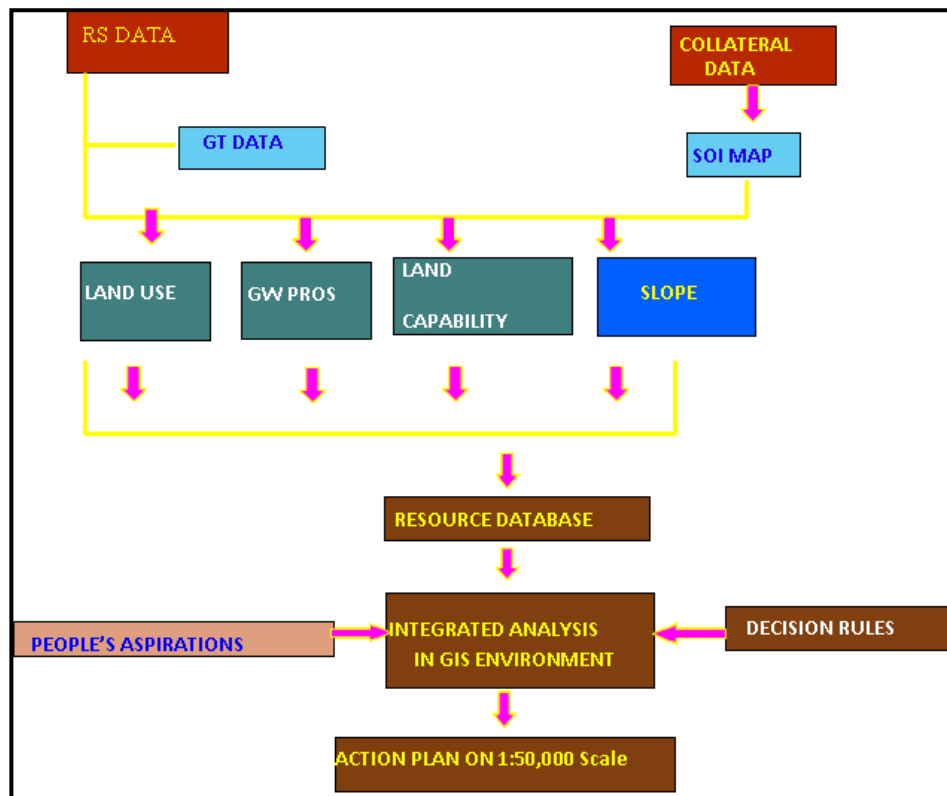 RS DATA
COLLATERAL
DATA
GT DATA
SOI MAP
LAND USE
GW PROS
LAND
CAPABILITY
SLOPE
RESOURCE DATABASE
PEOPLE'S ASPIRATIONS
INTEGRATED ANALYSIS
IN GIS ENVIRONMENT
DECISION RULES
ACTION PLAN ON 1:50,000 Scale